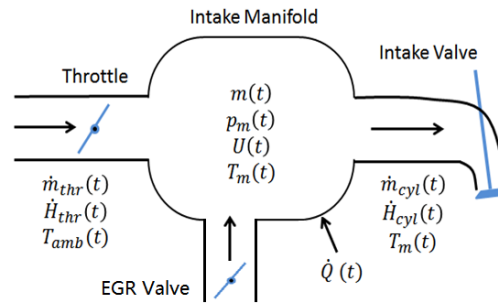 Intake Manifold
Intake Valve
Throttle
m(t)
p_m(t)
U(t)
T_m(t)
ṁ_thr(t)
Ḣ_thr(t)
T_amb(t)
ṁ_cyl(t)
Ḣ_cyl(t)
T_m(t)
Q̇ (t)
EGR Valve